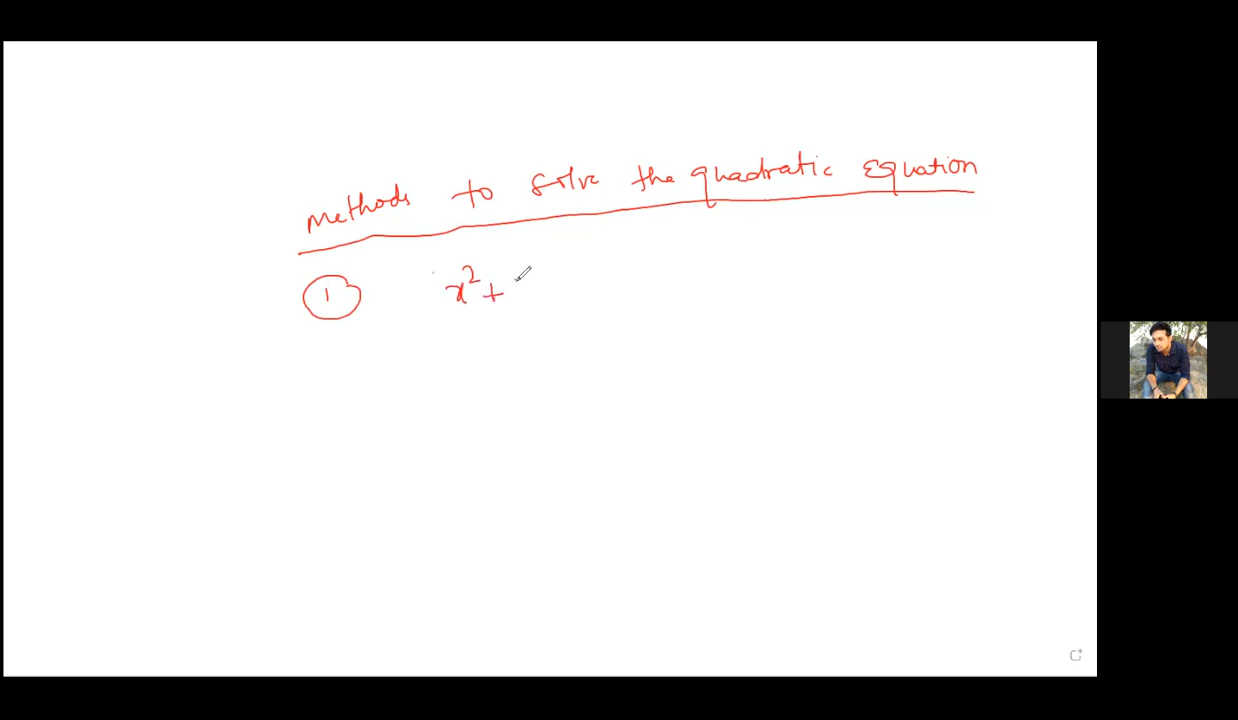 methods to solve the quadratic Equation
1 x²+